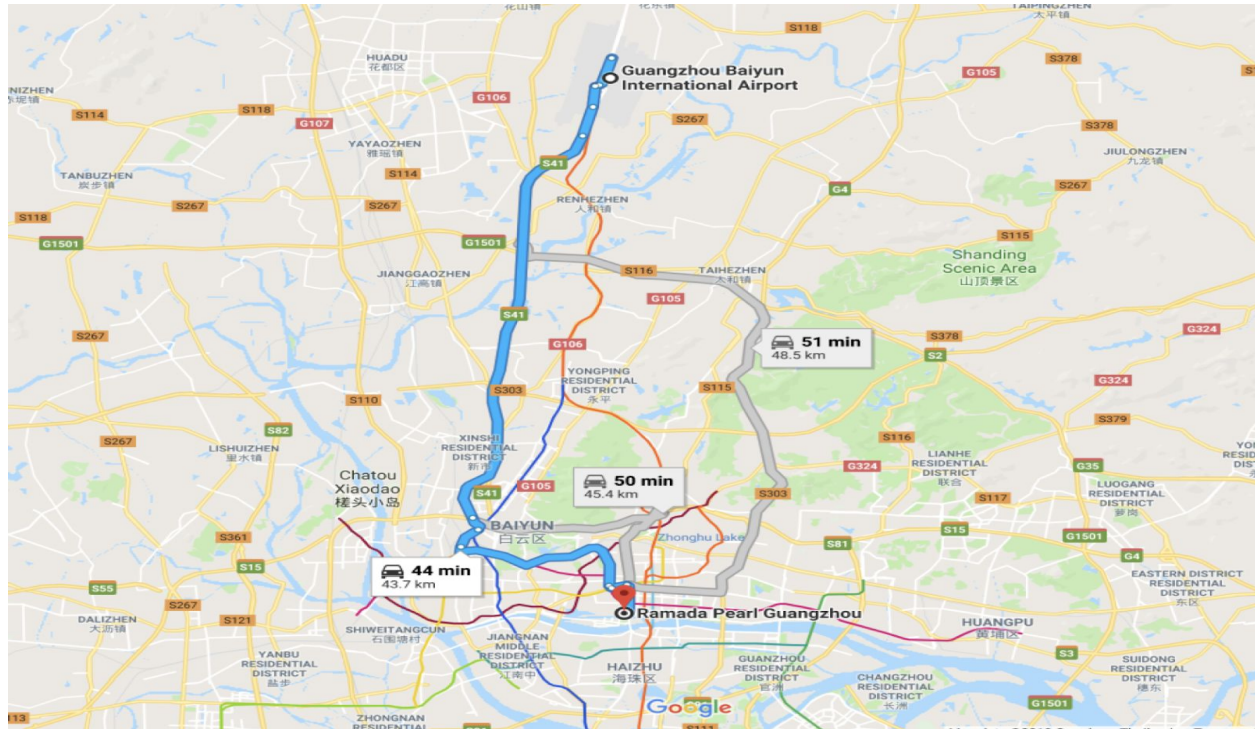 花山镇
花东镇
S118
TAIPINGZHEN
太平镇
HUADU
花都区
Guangzhou Baiyun
International Airport
S378
G105
G106
S118
S114
G107
S267
S378
YAYAOZHEN
雅瑶镇
S41
JIULONGZHEN
九龙镇
TANBUZHEN
炭步镇
S114
G4
S267
RENHEZHEN
人和镇
S267
S267
S118
G1501
G1501
S115
Shanding
Scenic Area
山顶景区
JIANGGAOZHEN
江高镇
S116
TAIHEZHEN
太和镇
G105
S41
S267
G106
51 min
48.5 km
S378
G324
S2
YONGPING
RESIDENTIAL
DISTRICT
永平
S303
S115
G324
S110
S379
S267
S82
LISHUIZHEN
里水镇
XINSHI
RESIDENTIAL
DISTRICT
新市
S116
LIANHE
RESIDENTIAL
DISTRICT
联合
G324
G35
Chatou
Xiaodao
槎头小岛
50 min
45.4 km
G105
S41
S303
S117
LUOGANG
RESIDENTIAL
DISTRICT
萝岗
BAIYUN
白云区
S361
Zhonghu Lake
S15
S81
G1501
G4
S15
44 min
43.7 km
S55
S267
EASTERN DISTRICT
RESIDENTIAL
DISTRICT
东区
Ramada Pearl Guangzhou
DALIZHEN
大沥镇
S121
SHIWEITANGCUN
石围塘村
HUANGPU
黄埔区
JIANGNAN
MIDDLE
RESIDENTIAL
DISTRICT
江南中
YANBU
RESIDENTIAL
DISTRICT
盐步
HAIZHU
海珠区
GUANZHOU
RESIDENTIAL
DISTRICT
官洲
S3
SUIDONG
RESIDENTIAL
DISTRICT
穗东
CHANGZHOU
RESIDENTIAL
DISTRICT
长洲
G1501
Google
ZHONGNAN
RESIDENTIAL
S111